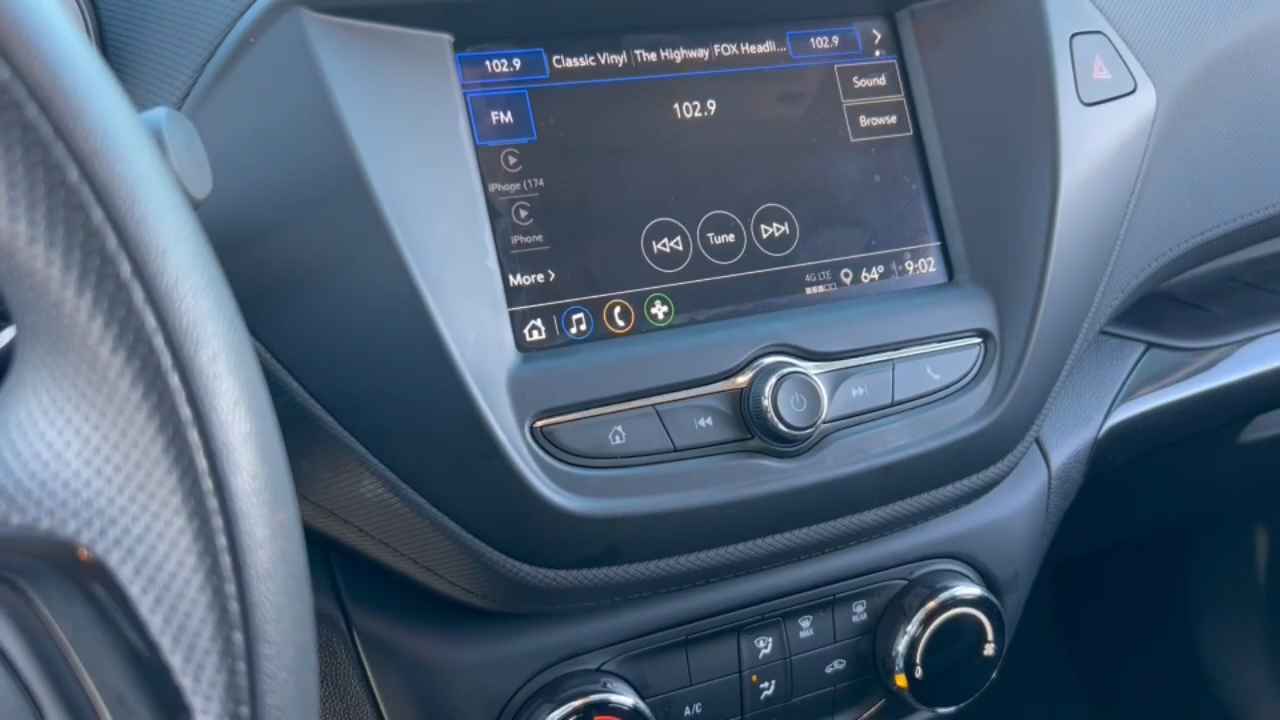 102.9 Classic Vinyl The Highway FOX Headli... 102.9
FM
102.9
Sound
Browse
iPhone (174
iPhone
Tune
More >
4G LTE
64° 9:02
MAX
REAR
A/C
0